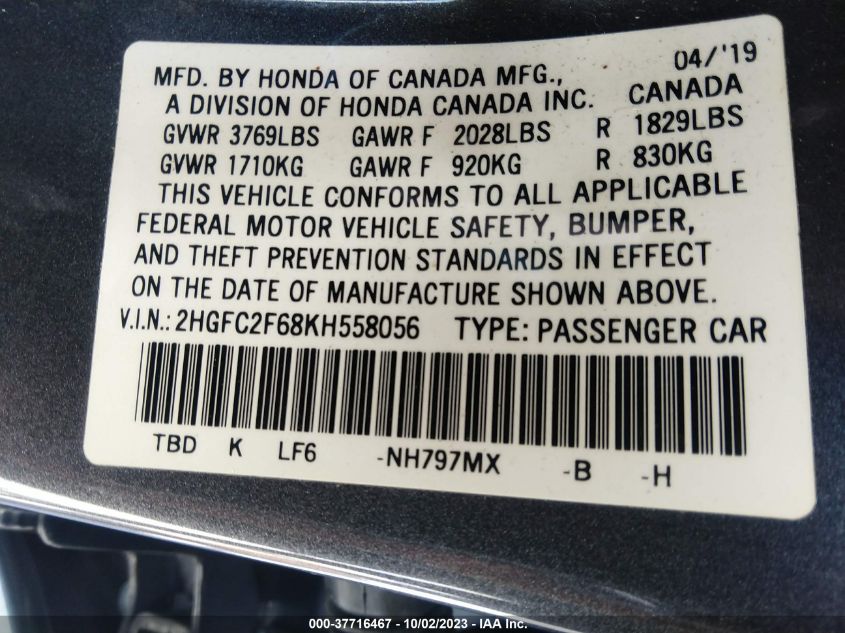 04/'19
MFD. BY HONDA OF CANADA MFG.,
A DIVISION OF HONDA CANADA INC. CANADA
GVWR 3769LBS GAWR F 2028LBS R 1829LBS
GVWR 1710KG GAWR F 920KG R 830KG
THIS VEHICLE CONFORMS TO ALL APPLICABLE
FEDERAL MOTOR VEHICLE SAFETY, BUMPER,
AND THEFT PREVENTION STANDARDS IN EFFECT
ON THE DATE OF MANUFACTURE SHOWN ABOVE.
V.I.N.: 2HGFC2F68KH558056 TYPE: PASSENGER CAR
TBD K LF6 -NH797MX -B -H
000-37716467 - 10/02/2023 - IAA Inc.